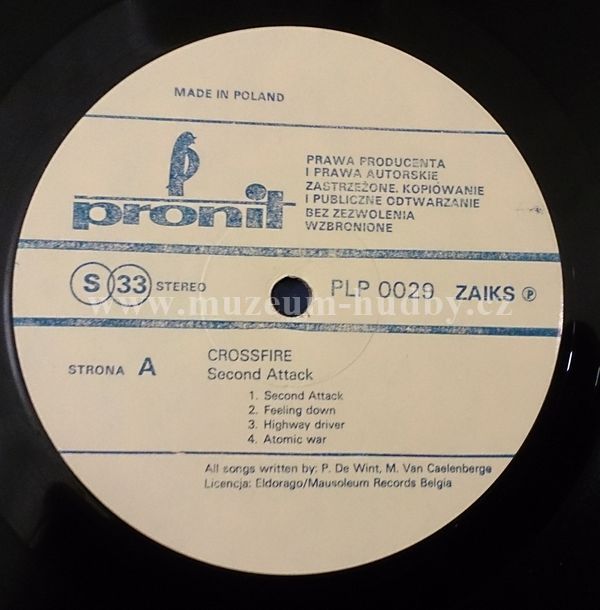 MADE IN POLAND
pronit
PRAWA PRODUCENTA
I PRAWA AUTORSKIE
ZASTRZEŻONE, KOPIOWANIE
I PUBLICZNE ODTWARZANIE
BEZ ZEZWOLENIA
WZBRONIONE
S 33 STEREO
PLP 0029 ZAIKS ℗
www.muzeum-hudby.cz
STRONA A
CROSSFIRE
Second Attack
1. Second Attack
2. Feeling down
3. Highway driver
4. Atomic war
All songs written by: P. De Wint, M. Van Caelenberge
Licencja: Eldorago/Mausoleum Records Belgia